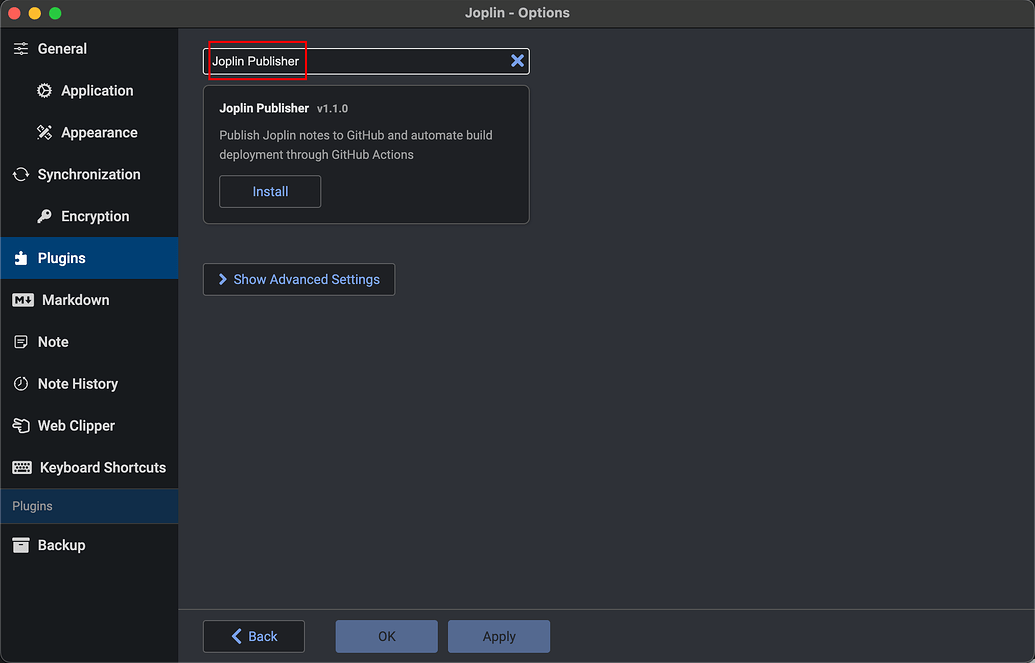 Joplin - Options
General
Application
Appearance
Synchronization
Encryption
Plugins
Markdown
Note
Note History
Web Clipper
Keyboard Shortcuts
Plugins
Backup
Joplin Publisher
Joplin Publisher v1.1.0
Publish Joplin notes to GitHub and automate build
deployment through GitHub Actions
Install
Show Advanced Settings
Back
OK
Apply